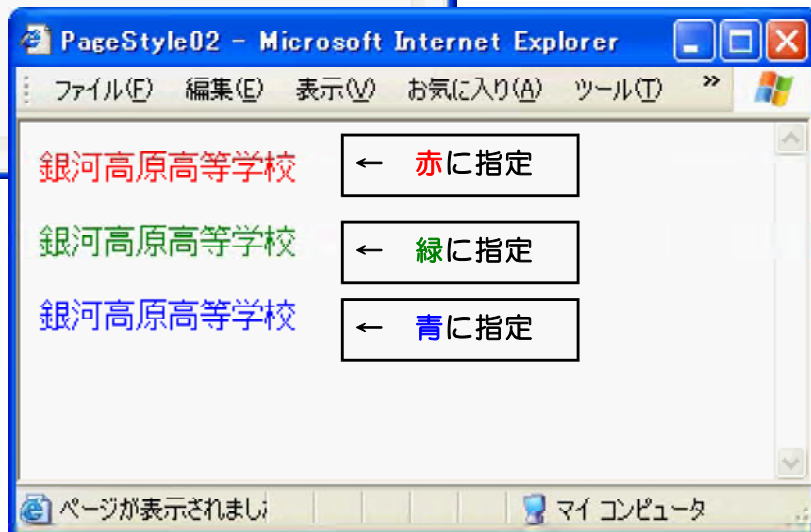 PageStyle02 - Microsoft Internet Explorer
ファイル(F) 編集(E) 表示(V) お気に入り(A) ツール(T) »
銀河高原高等学校 ← 赤に指定
銀河高原高等学校 ← 緑に指定
銀河高原高等学校 ← 青に指定
ページが表示されまし マイ コンピュータ